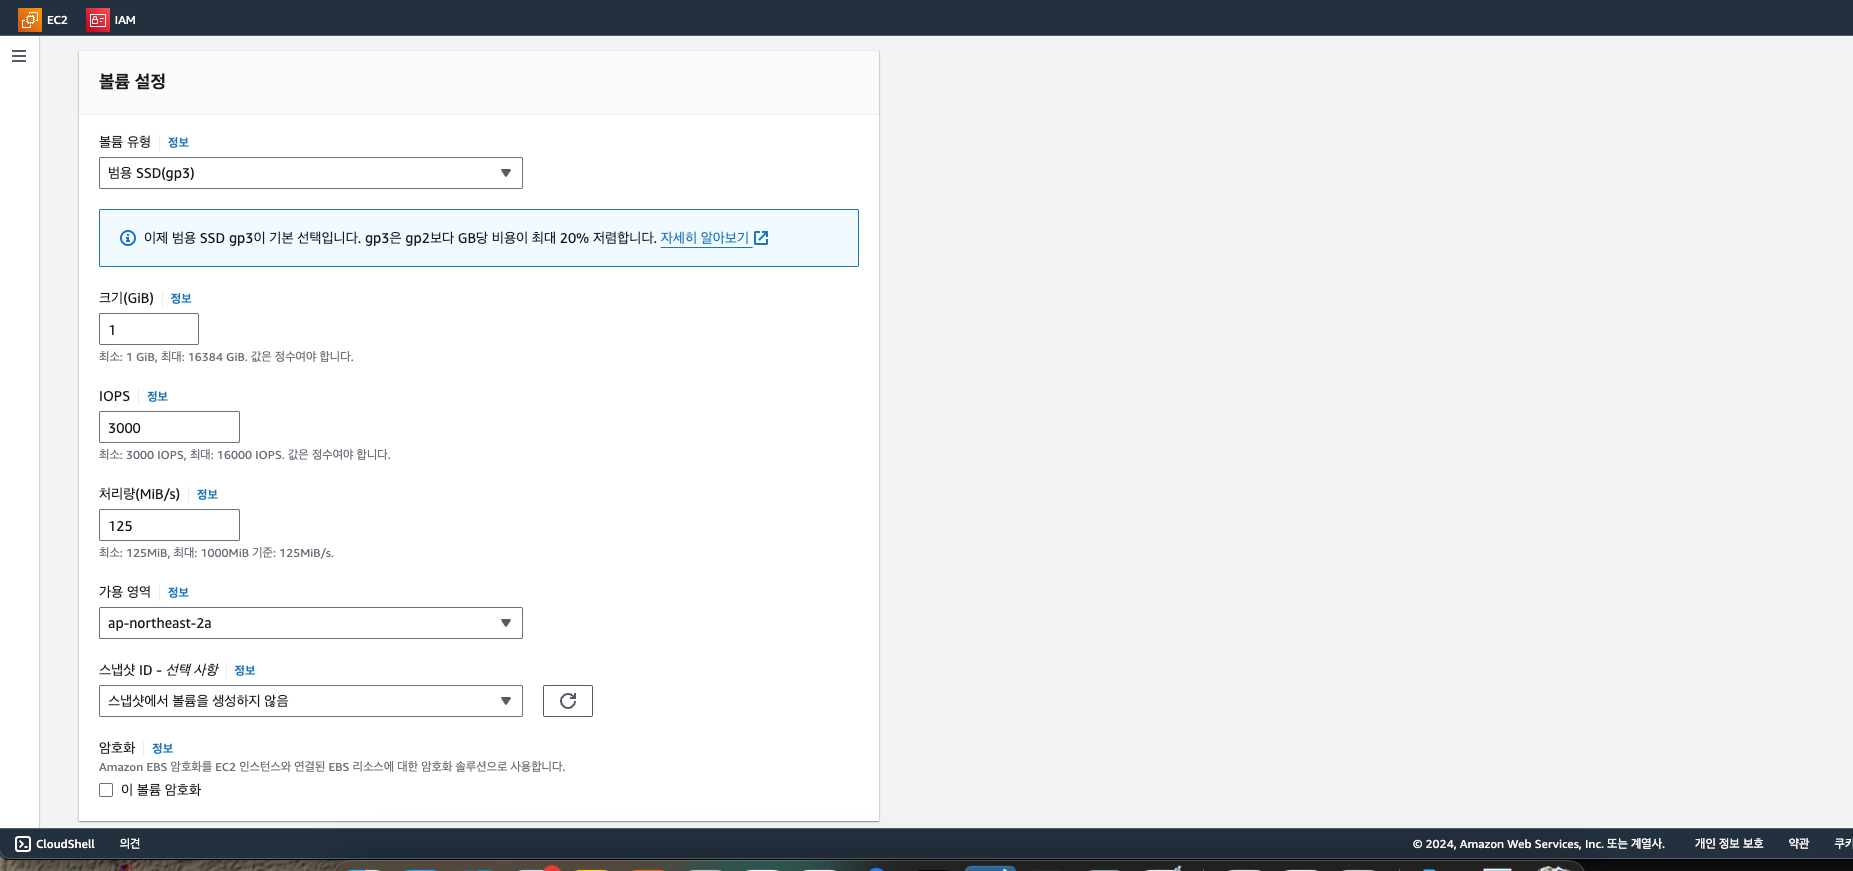 EC2 IAM
볼륨 설정
볼륨 유형 정보
범용 SSD(gp3)
이제 범용 SSD gp3이 기본 선택입니다. gp3은 gp2보다 GB당 비용이 최대 20% 저렴합니다. 자세히 알아보기
크기(GiB) 정보
1
최소: 1 GiB, 최대: 16384 GiB. 값은 정수여야 합니다.
IOPS 정보
3000
최소: 3000 IOPS, 최대: 16000 IOPS. 값은 정수여야 합니다.
처리량(MiB/s) 정보
125
최소: 125MiB, 최대: 1000MiB 기준: 125MiB/s.
가용 영역 정보
ap-northeast-2a
스냅샷 ID - 선택 사항 정보
스냅샷에서 볼륨을 생성하지 않음
암호화 정보
Amazon EBS 암호화를 EC2 인스턴스와 연결된 EBS 리소스에 대한 암호화 솔루션으로 사용합니다.
이 볼륨 암호화
CloudShell 의견 © 2024, Amazon Web Services, Inc. 또는 계열사. 개인 정보 보호 약관